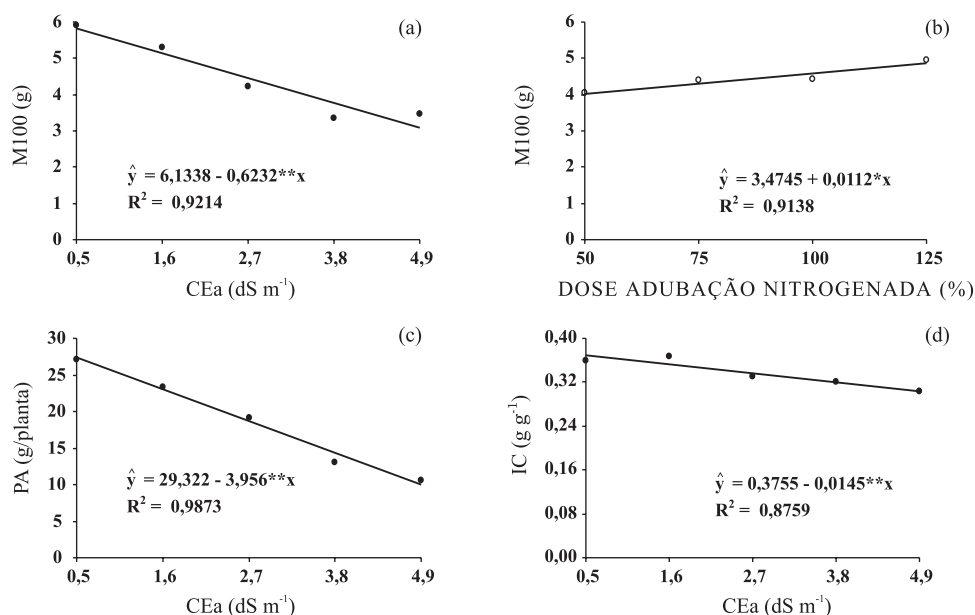 (a)
M100 (g)
6
5
4
3
2
1
0
ŷ = 6,1338 - 0,6232**x
R² = 0,9214
0,5 1,6 2,7 3,8 4,9
CEa (dS m⁻¹)
(b)
M100 (g)
6
5
4
3
2
1
0
ŷ = 3,4745 + 0,0112*x
R² = 0,9138
50 75 100 125
DOSE ADUBAÇÃO NITROGENADA (%)
(c)
PA (g/planta)
30
25
20
15
10
5
0
ŷ = 29,322 - 3,956**x
R² = 0,9873
0,5 1,6 2,7 3,8 4,9
CEa (dS m⁻¹)
(d)
IC (g g⁻¹)
0,40
0,32
0,24
0,16
0,08
0,00
ŷ = 0,3755 - 0,0145**x
R² = 0,8759
0,5 1,6 2,7 3,8 4,9
CEa (dS m⁻¹)